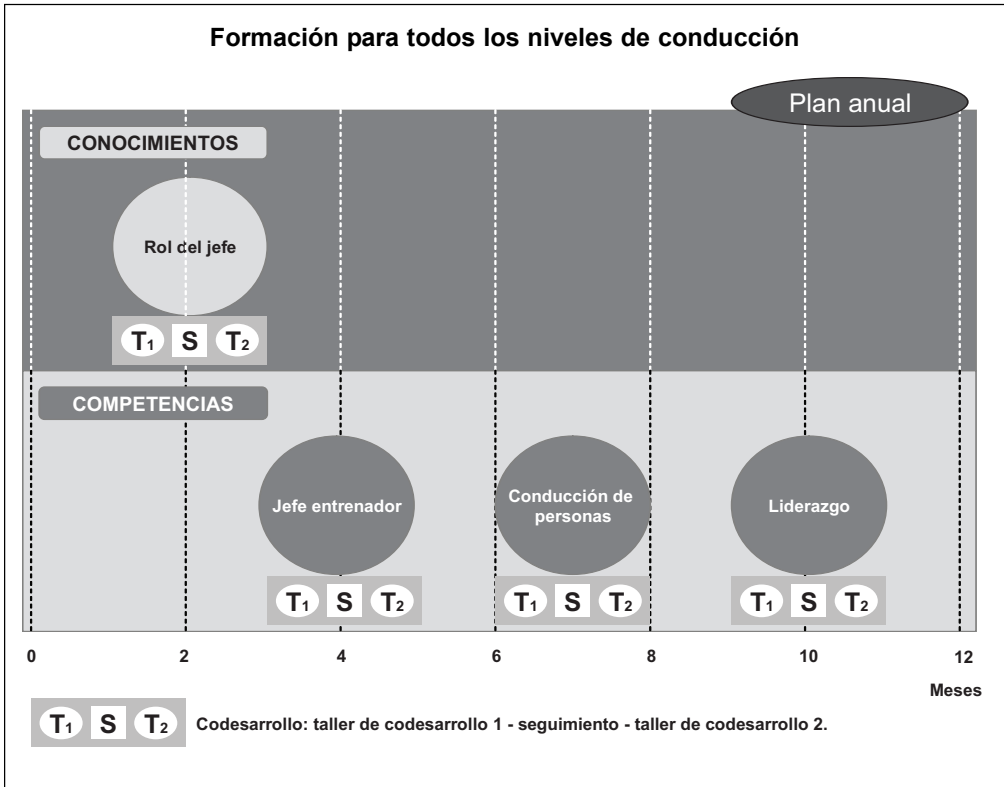 Formación para todos los niveles de conducción
Plan anual
CONOCIMIENTOS
Rol del jefe
T1 S T2
COMPETENCIAS
Jefe entrenador
Conducción de
personas
Liderazgo
T1 S T2
T1 S T2
T1 S T2
0 2 4 6 8 10 12
Meses
T1 S T2 Codesarrollo: taller de codesarrollo 1 - seguimiento - taller de codesarrollo 2.